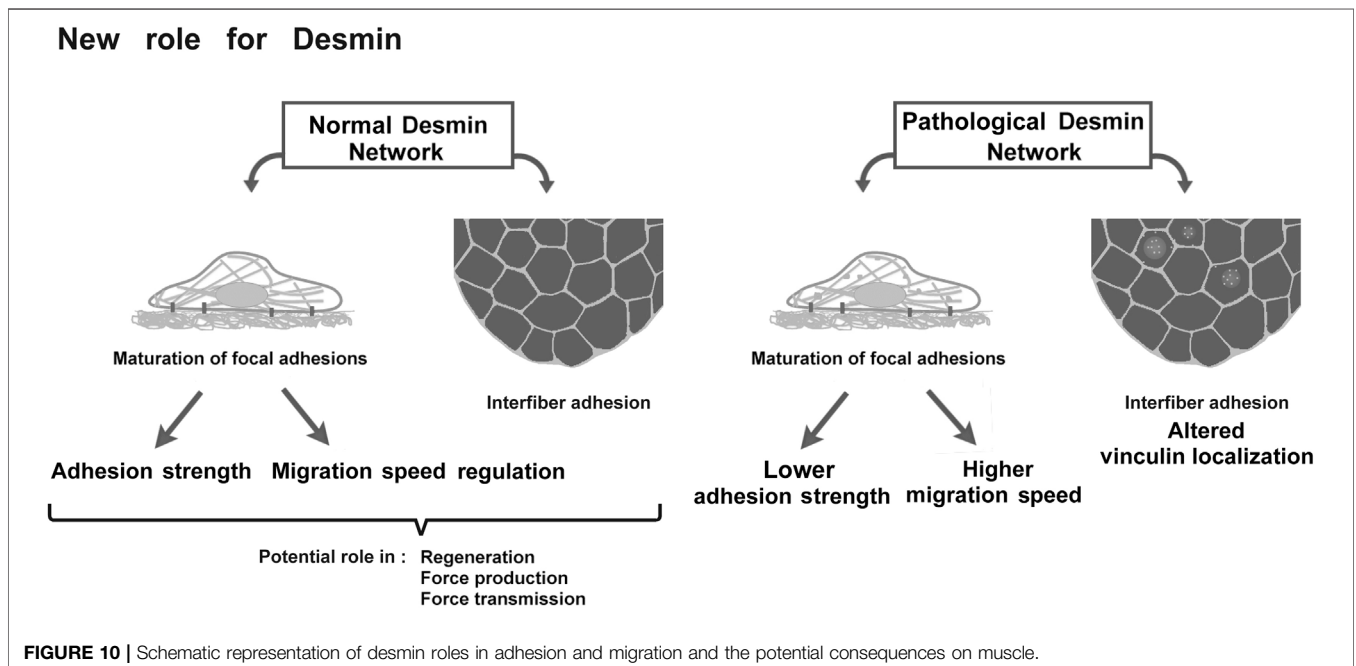 New role for Desmin
Normal Desmin
Network
Maturation of focal adhesions
Interfiber adhesion
Adhesion strength
Migration speed regulation
Potential role in :
Regeneration
Force production
Force transmission
Pathological Desmin
Network
Maturation of focal adhesions
Interfiber adhesion
Altered
vinculin localization
Lower
adhesion strength
Higher
migration speed
FIGURE 10 | Schematic representation of desmin roles in adhesion and migration and the potential consequences on muscle.